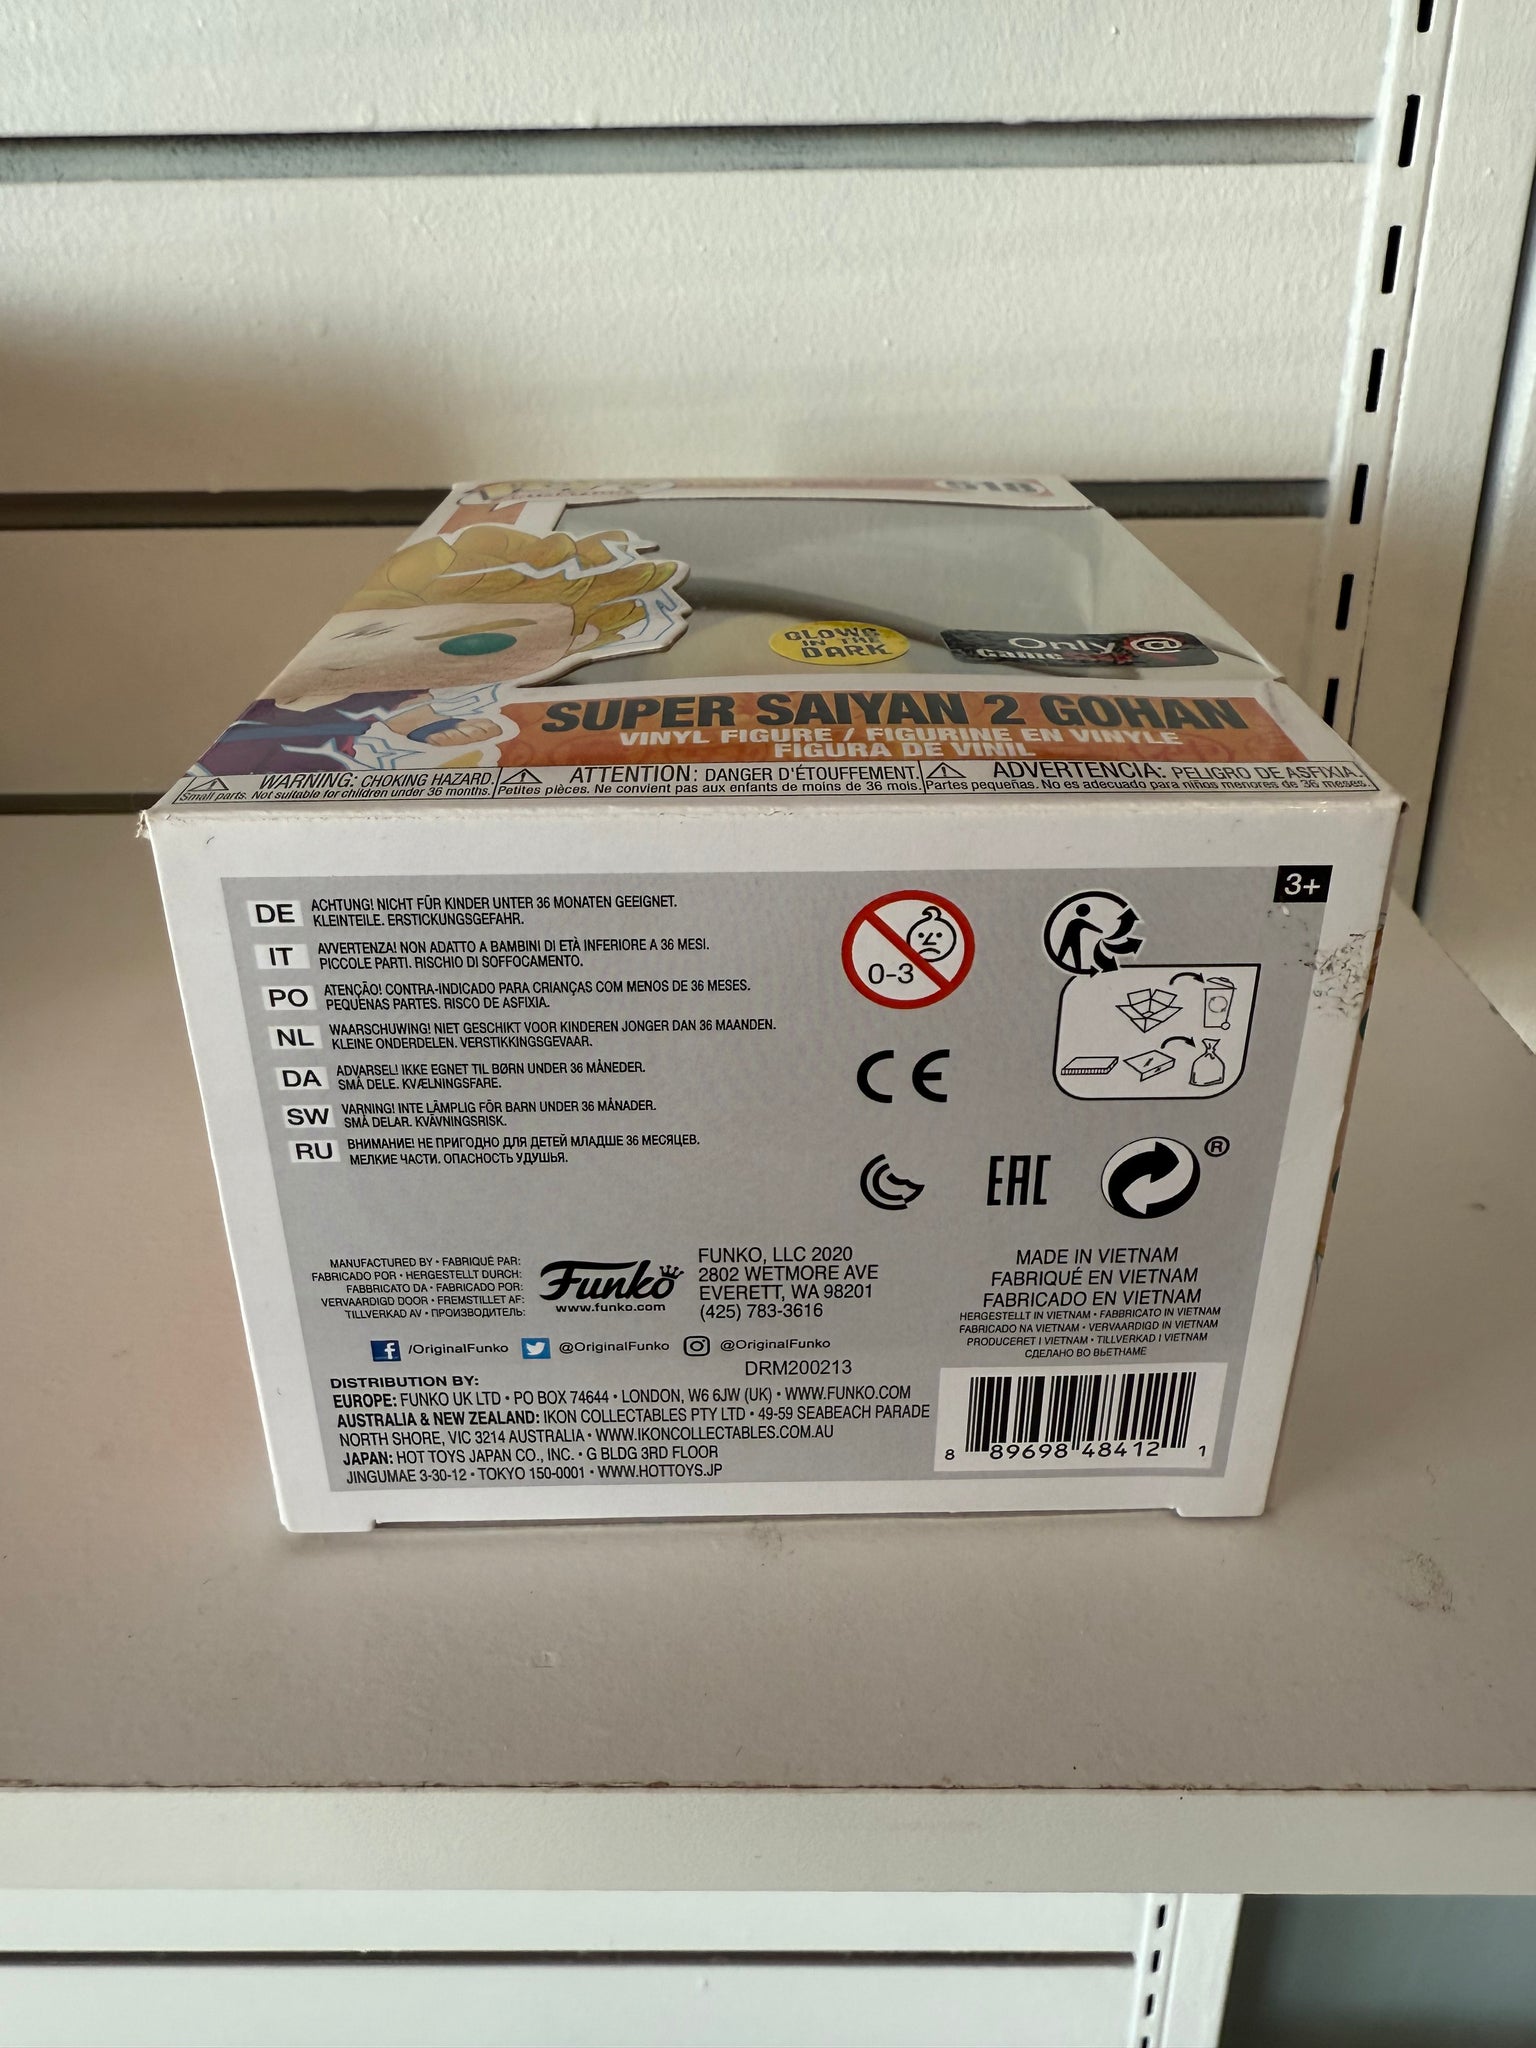 518
GLOWS
IN THE
DARK
Only @
Game
SUPER SAIYAN 2 GOHAN
VINYL FIGURE / FIGURINE EN VINYLE
FIGURA DE VINIL
WARNING: CHOKING HAZARD.
Small parts. Not suitable for children under 36 months.
ATTENTION: DANGER D'ÉTOUFFEMENT.
Petites pièces. Ne convient pas aux enfants de moins de 36 mois.
ADVERTENCIA: PELIGRO DE ASFIXIA.
Partes pequeñas. No es adecuado para niños menores de 36 meses.
3+
DE ACHTUNG! NICHT FÜR KINDER UNTER 36 MONATEN GEEIGNET.
KLEINTEILE. ERSTICKUNGSGEFAHR.
IT AVVERTENZA! NON ADATTO A BAMBINI DI ETÀ INFERIORE A 36 MESI.
PICCOLE PARTI. RISCHIO DI SOFFOCAMENTO.
PO ATENÇÃO! CONTRA-INDICADO PARA CRIANÇAS COM MENOS DE 36 MESES.
PEQUENAS PARTES. RISCO DE ASFIXIA.
NL WAARSCHUWING! NIET GESCHIKT VOOR KINDEREN JONGER DAN 36 MAANDEN.
KLEINE ONDERDELEN. VERSTIKKINGSGEVAAR.
DA ADVARSEL! IKKE EGNET TIL BØRN UNDER 36 MÅNEDER.
SMÅ DELE. KVÆLNINGSFARE.
SW VARNING! INTE LÄMPLIG FÖR BARN UNDER 36 MÅNADER.
SMÅ DELAR. KVÄVNINGSRISK.
RU ВНИМАНИЕ! НЕ ПРИГОДНО ДЛЯ ДЕТЕЙ МЛАДШЕ 36 МЕСЯЦЕВ.
МЕЛКИЕ ЧАСТИ. ОПАСНОСТЬ УДУШЬЯ.
0-3
CE
EAC
®
MANUFACTURED BY • FABRIQUÉ PAR:
FABRICADO POR • HERGESTELLT DURCH:
FABBRICATO DA • FABRICADO POR:
VERVAARDIGD DOOR • FREMSTILLET AF:
TILLVERKAD AV • ПРОИЗВОДИТЕЛЬ:
Funko
www.funko.com
FUNKO, LLC 2020
2802 WETMORE AVE
EVERETT, WA 98201
(425) 783-3616
MADE IN VIETNAM
FABRIQUÉ EN VIETNAM
FABRICADO EN VIETNAM
HERGESTELLT IN VIETNAM • FABBRICATO IN VIETNAM
FABRICADO NA VIETNAM • VERVAARDIGD IN VIETNAM
PRODUCERET I VIETNAM • TILLVERKAD I VIETNAM
СДЕЛАНО ВО ВЬЕТНАМЕ
/OriginalFunko @OriginalFunko @OriginalFunko
DRM200213
DISTRIBUTION BY:
EUROPE: FUNKO UK LTD • PO BOX 74644 • LONDON, W6 6JW (UK) • WWW.FUNKO.COM
AUSTRALIA & NEW ZEALAND: IKON COLLECTABLES PTY LTD • 49-59 SEABEACH PARADE
NORTH SHORE, VIC 3214 AUSTRALIA • WWW.IKONCOLLECTABLES.COM.AU
JAPAN: HOT TOYS JAPAN CO., INC. • G BLDG 3RD FLOOR
JINGUMAE 3-30-12 • TOKYO 150-0001 • WWW.HOTTOYS.JP
8 89698 48412 1